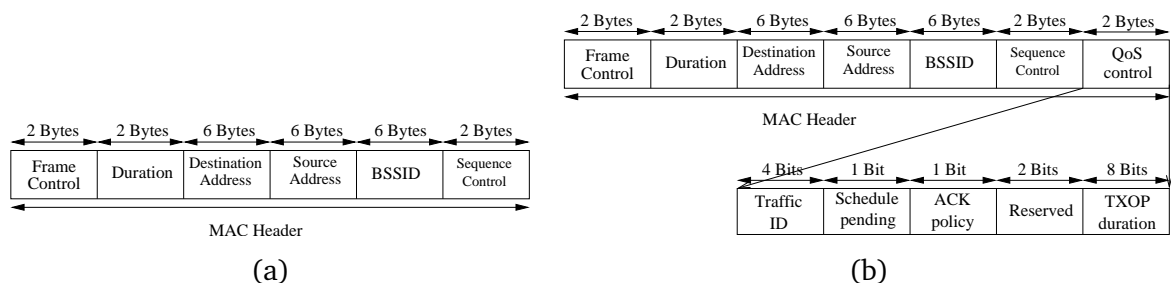 2 Bytes 2 Bytes 6 Bytes 6 Bytes 6 Bytes 2 Bytes
Frame Control Duration Destination Address Source Address BSSID Sequence Control
MAC Header
(a)
2 Bytes 2 Bytes 6 Bytes 6 Bytes 6 Bytes 2 Bytes 2 Bytes
Frame Control Duration Destination Address Source Address BSSID Sequence Control QoS control
MAC Header
4 Bits 1 Bit 1 Bit 2 Bits 8 Bits
Traffic ID Schedule pending ACK policy Reserved TXOP duration
(b)